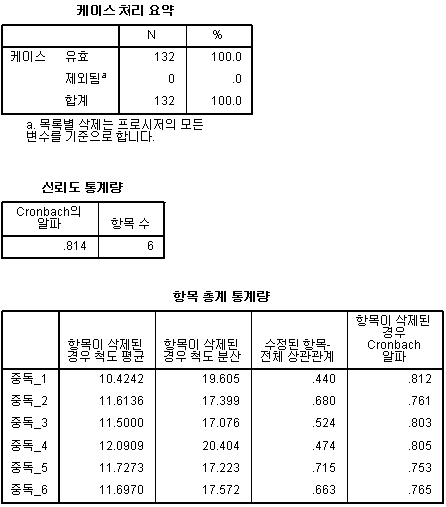 케이스 처리 요약
N %
케이스 유효 132 100.0
제외됨a 0 .0
합계 132 100.0
a. 목록별 삭제는 프로시저의 모든
변수를 기준으로 합니다.
신뢰도 통계량
Cronbach의
알파 항목 수
.814 6
항목 총계 통계량
항목이 삭제된
경우 척도 평균 항목이 삭제된
경우 척도 분산 수정된 항목-
전체 상관관계 항목이 삭제된
경우
Cronbach
알파
중독_1 10.4242 19.605 .440 .812
중독_2 11.6136 17.399 .680 .761
중독_3 11.5000 17.076 .524 .803
중독_4 12.0909 20.404 .474 .805
중독_5 11.7273 17.223 .715 .753
중독_6 11.6970 17.572 .663 .765